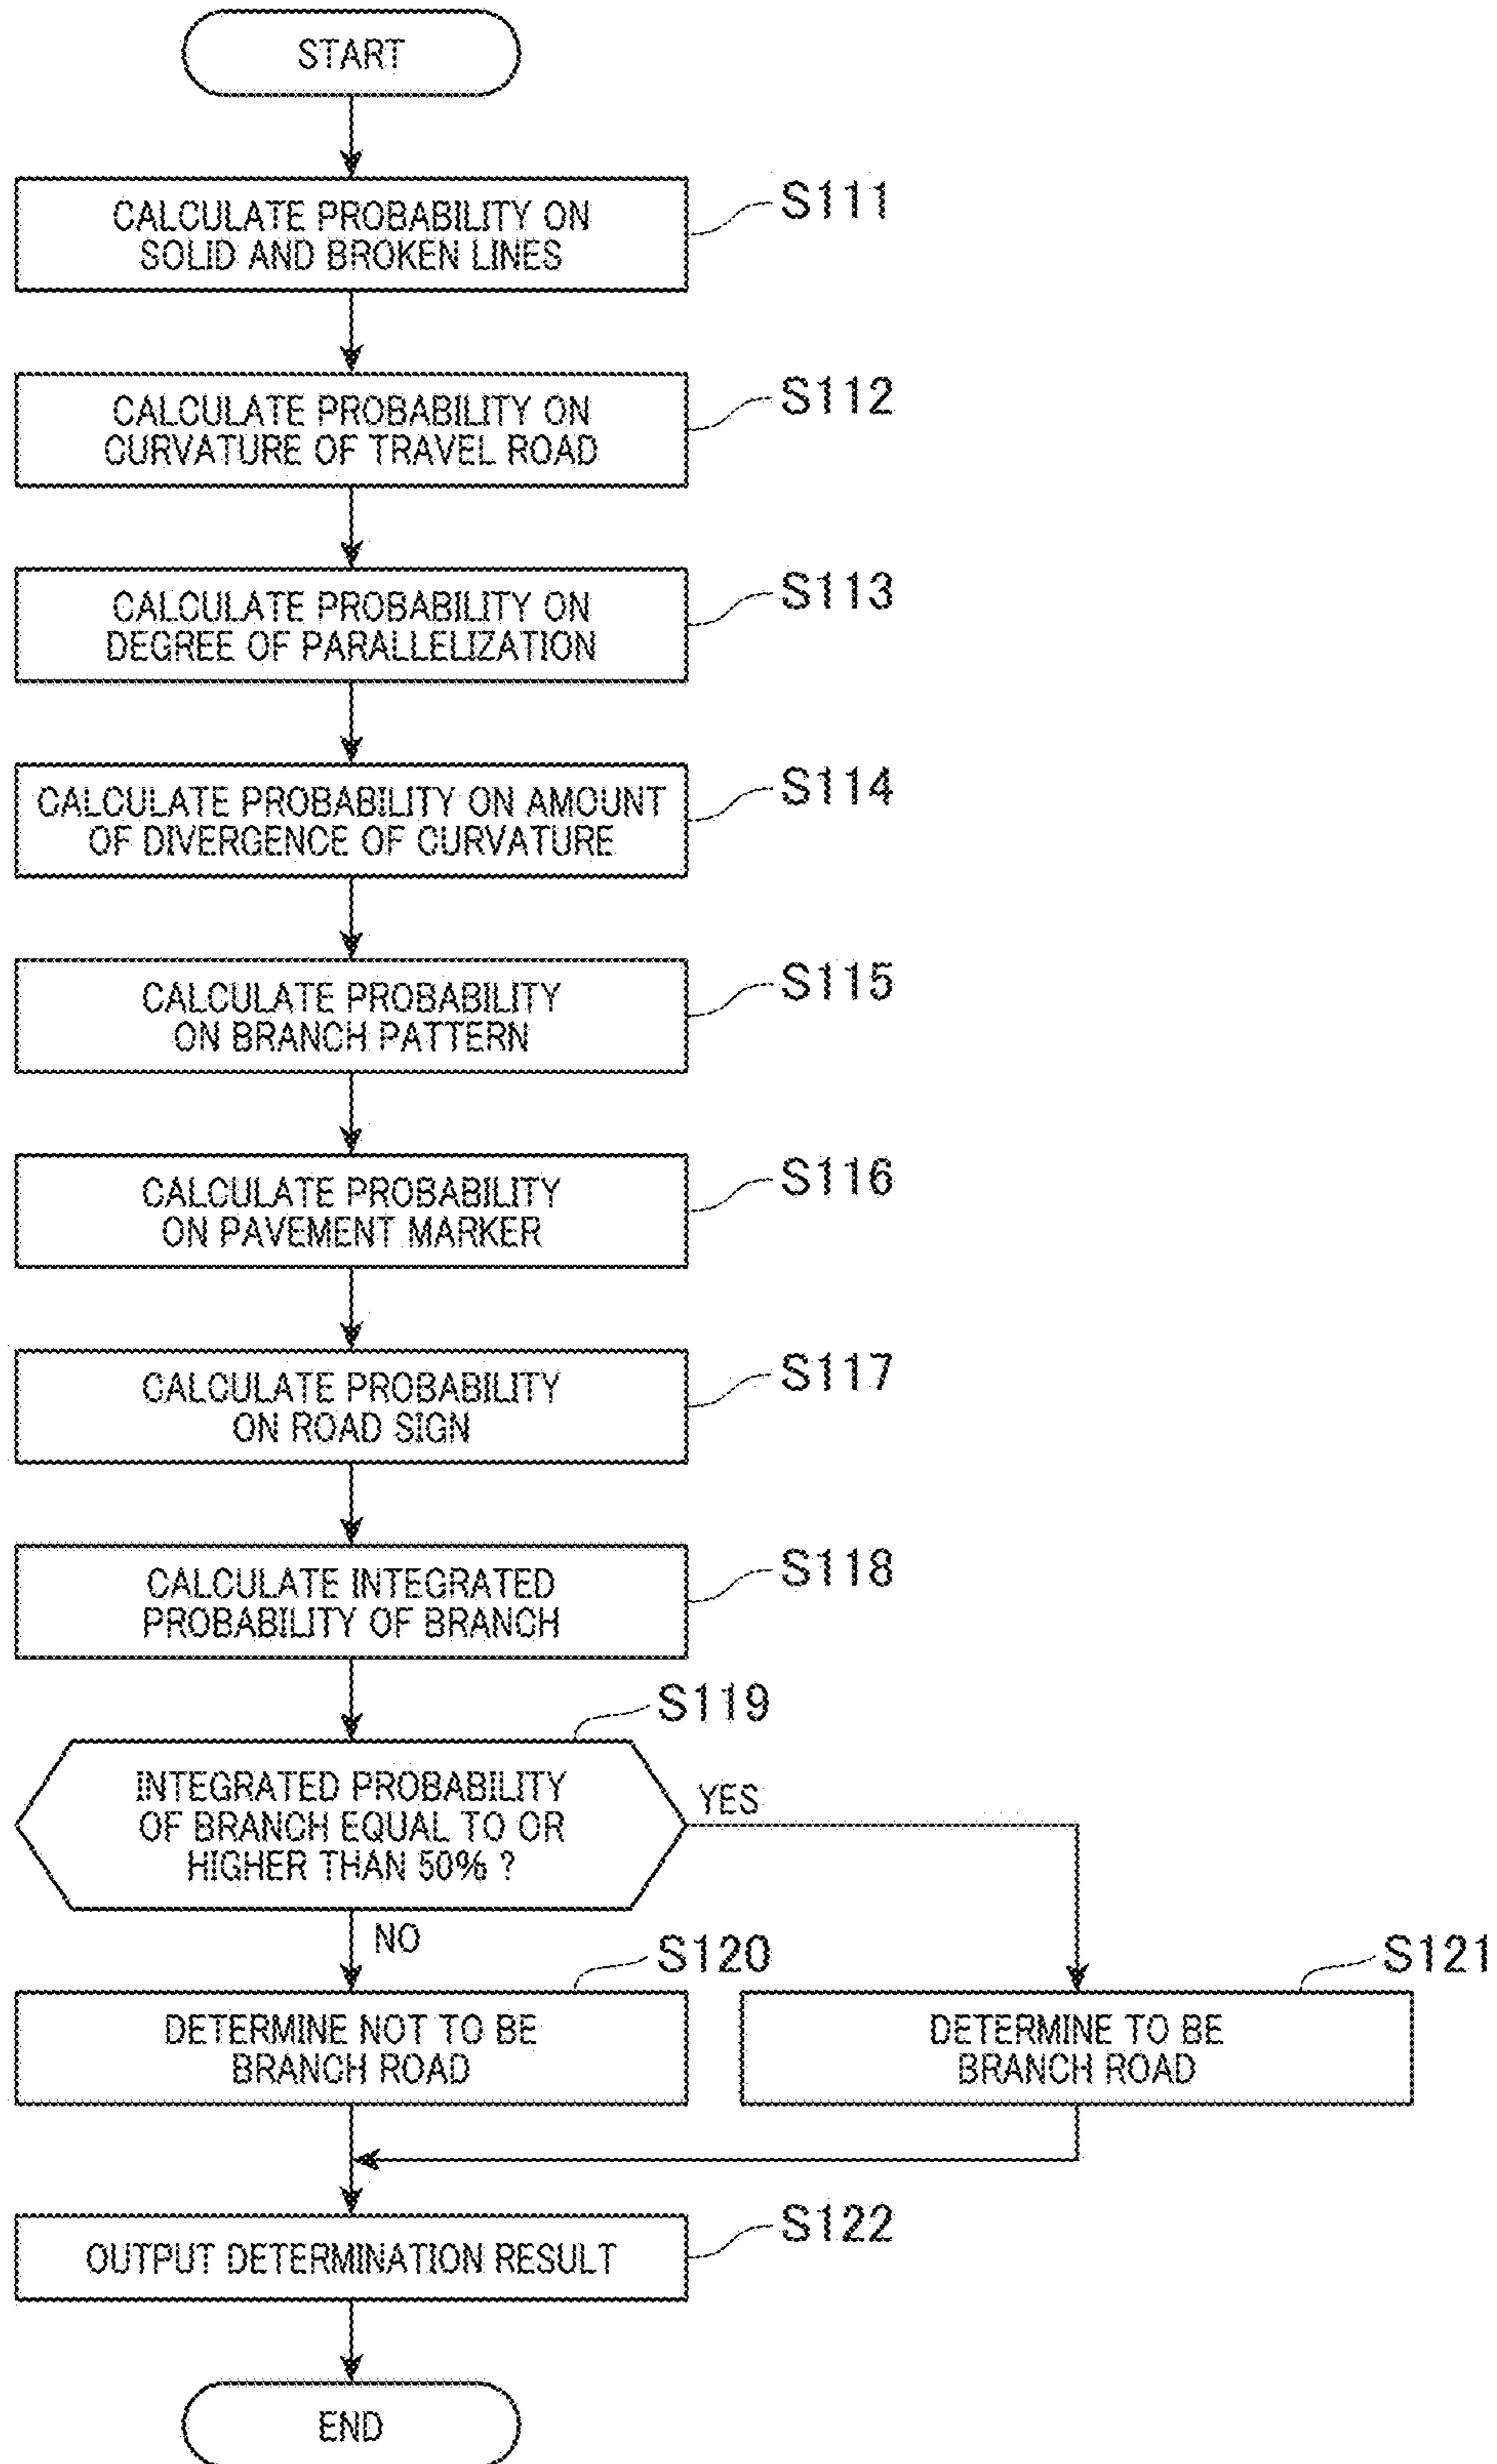 START
CALCULATE PROBABILITY ON
SOLID AND BROKEN LINES
S111
CALCULATE PROBABILITY ON
CURVATURE OF TRAVEL ROAD
S112
CALCULATE PROBABILITY ON
DEGREE OF PARALLELIZATION
S113
CALCULATE PROBABILITY ON AMOUNT
OF DIVERGENCE OF CURVATURE
S114
CALCULATE PROBABILITY
ON BRANCH PATTERN
S115
CALCULATE PROBABILITY
ON PAVEMENT MARKER
S116
CALCULATE PROBABILITY
ON ROAD SIGN
S117
CALCULATE INTEGRATED
PROBABILITY OF BRANCH
S118
S119
INTEGRATED PROBABILITY
OF BRANCH EQUAL TO OR
HIGHER THAN 50% ?
YES
NO
S120
DETERMINE NOT TO BE
BRANCH ROAD
S121
DETERMINE TO BE
BRANCH ROAD
S122
OUTPUT DETERMINATION RESULT
END